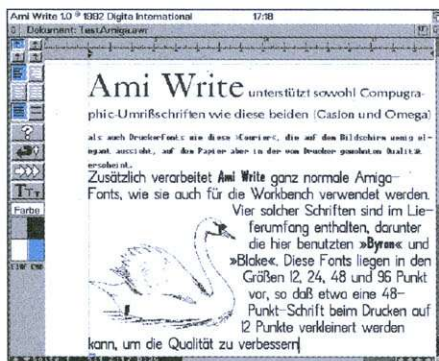 Ami Write 1.0 © 1992 Digita International 17:18
Dokument: TestAmiga.awr
Ami Write unterstützt sowohl Compugra-
phic-Umrißschriften wie diese beiden (Caslon und Omega)
als auch Druckerfonts wie diese »Courier«, die auf dem Bildschirm wenig el-
egant aussieht, auf dem Papier aber in der vom Drucker gewohnten Qualität
erscheint.
Zusätzlich verarbeitet Ami Write ganz normale Amiga-
Fonts, wie sie auch für die Workbench verwendet werden.
Vier solcher Schriften sind im Lie-
ferumfang enthalten, darunter
die hier benutzten »Byron« und
»Blake«. Diese Fonts liegen in den
Größen 12, 24, 48 und 96 Punkt
vor, so daß etwa eine 48-
Punkt-Schrift beim Drucken auf
12 Punkte verkleinert werden
kann, um die Qualität zu verbessern
?
TTT
Farbe